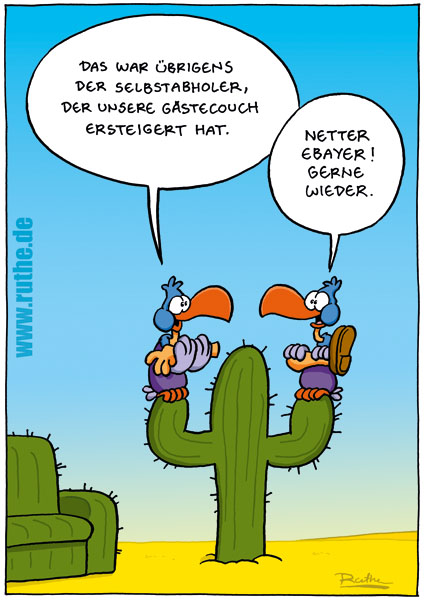 DAS WAR ÜBRIGENS
DER SELBSTABHOLER,
DER UNSERE GÄSTECOUCH
ERSTEIGERT HAT.
NETTER
EBAYER!
GERNE
WIEDER.
www.ruthe.de
Ruthe